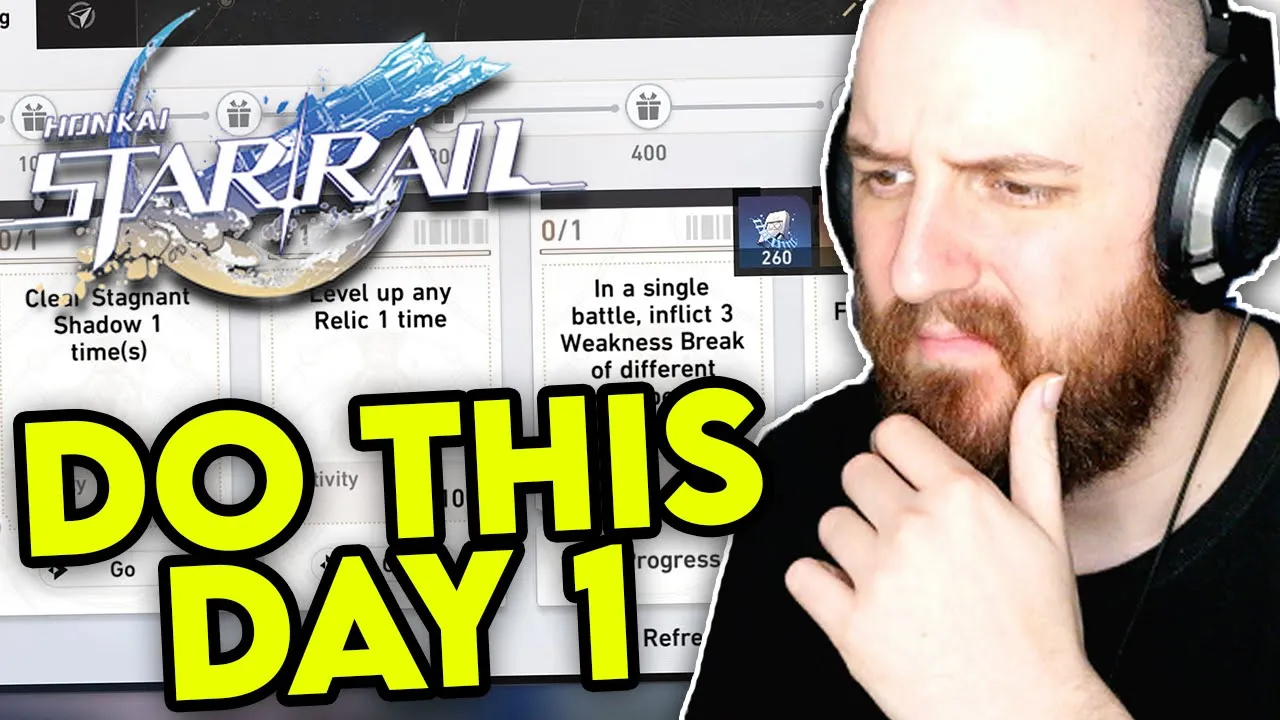 g
400
HONKAI
STAR RAIL
0/1
0/1
260
Clear Stagnant
Shadow 1
time(s)
Level up any
Relic 1 time
In a single
battle, inflict 3
Weakness Break
of different
F
DO THIS
DAY 1
Go
Progress
Refre